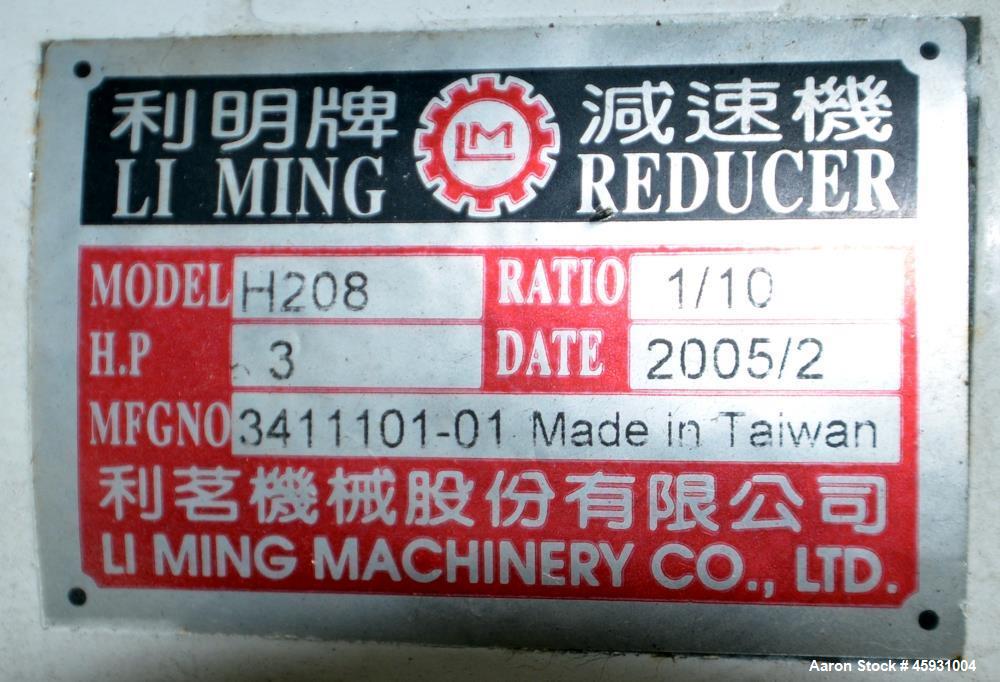 利明牌 LM 減速機
LI MING REDUCER
MODEL H208 RATIO 1/10
H.P 3 DATE 2005/2
MFGNO 3411101-01 Made in Taiwan
利茗機械股份有限公司
LI MING MACHINERY CO., LTD.
Aaron Stock # 45931004